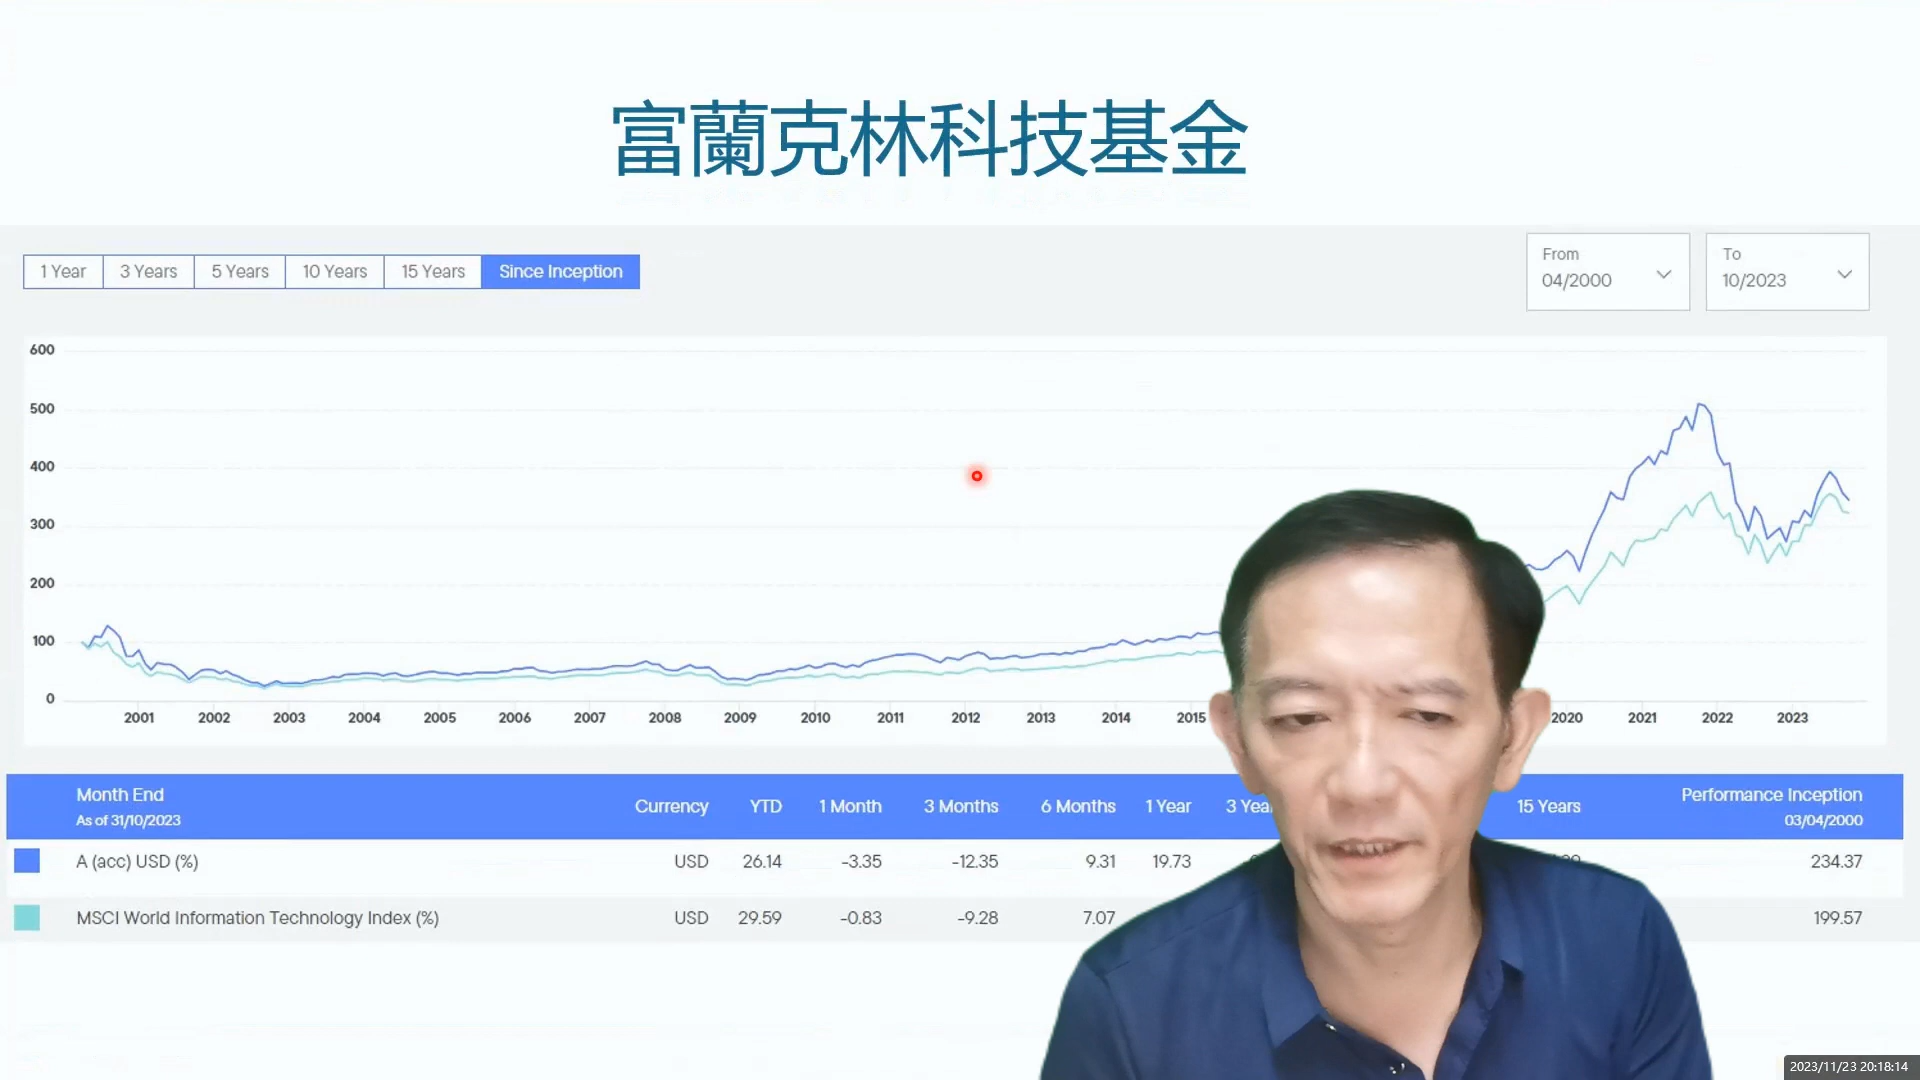 富蘭克林科技基金
1 Year 3 Years 5 Years 10 Years 15 Years Since Inception
From
04/2000
To
10/2023
600
500
400
300
200
100
0
2001 2002 2003 2004 2005 2006 2007 2008 2009 2010 2011 2012 2013 2014 2015 2020 2021 2022 2023
Month End
As of 31/10/2023
Currency YTD 1 Month 3 Months 6 Months 1 Year 3 15 Years
Performance Inception
03/04/2000
A (acc) USD (%) USD 26.14 -3.35 -12.35 9.31 19.73 234.37
MSCI World Information Technology Index (%) USD 29.59 -0.83 -9.28 7.07 199.57
2023/11/23 20:18:14